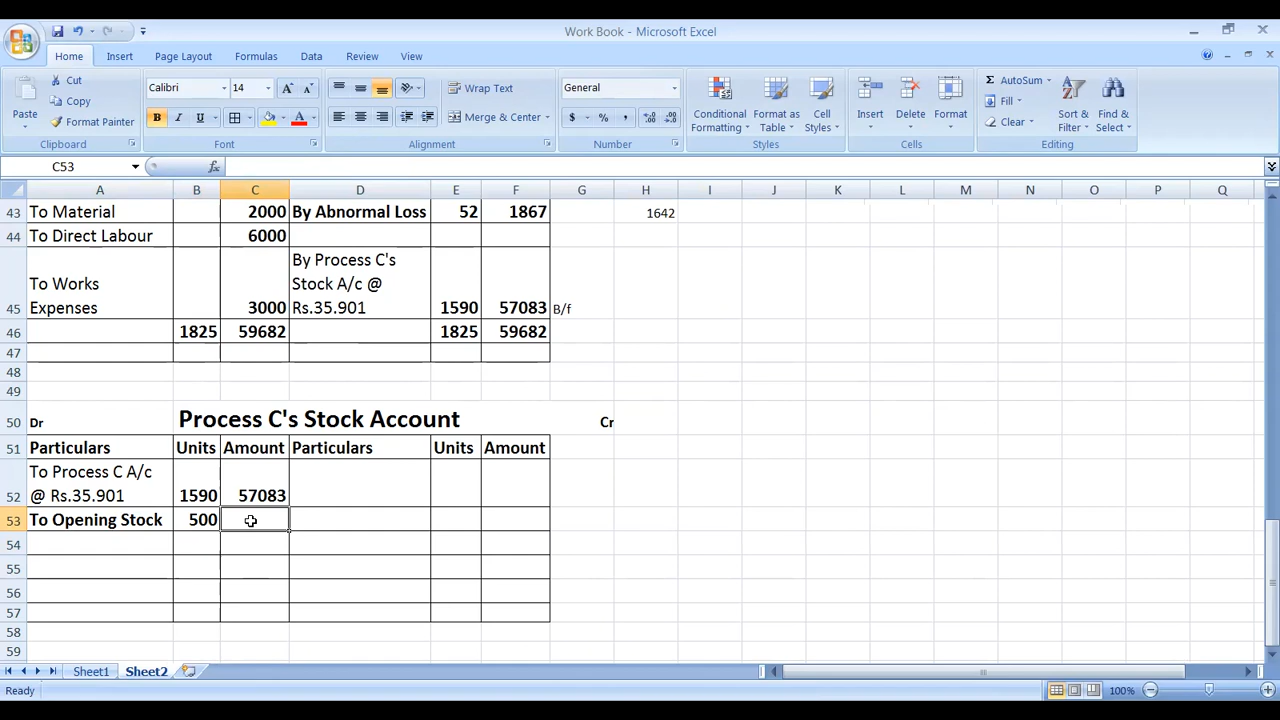 Work Book - Microsoft Excel
Home Insert Page Layout Formulas Data Review View
Paste
Cut
Copy
Format Painter
Clipboard
Calibri 14 A A
B I U A
Font
Wrap Text
Merge & Center
Alignment
General
$ % ,
Number
Conditional Formatting
Format as Table
Cell Styles
Styles
Insert Delete Format
Cells
AutoSum
Fill
Clear
Sort & Filter
Find & Select
Editing
C53 fx
A B C D E F G H I J K L M N O P Q
43 To Material 2000 By Abnormal Loss 52 1867 1642
44 To Direct Labour 6000
By Process C's
To Works Stock A/c @
45 Expenses 3000 Rs.35.901 1590 57083 B/f
46 1825 59682 1825 59682
47
48
49
50 Dr Process C's Stock Account Cr
51 Particulars Units Amount Particulars Units Amount
To Process C A/c
52 @ Rs.35.901 1590 57083
53 To Opening Stock 500
54
55
56
57
58
59
Sheet1 Sheet2
Ready 100%